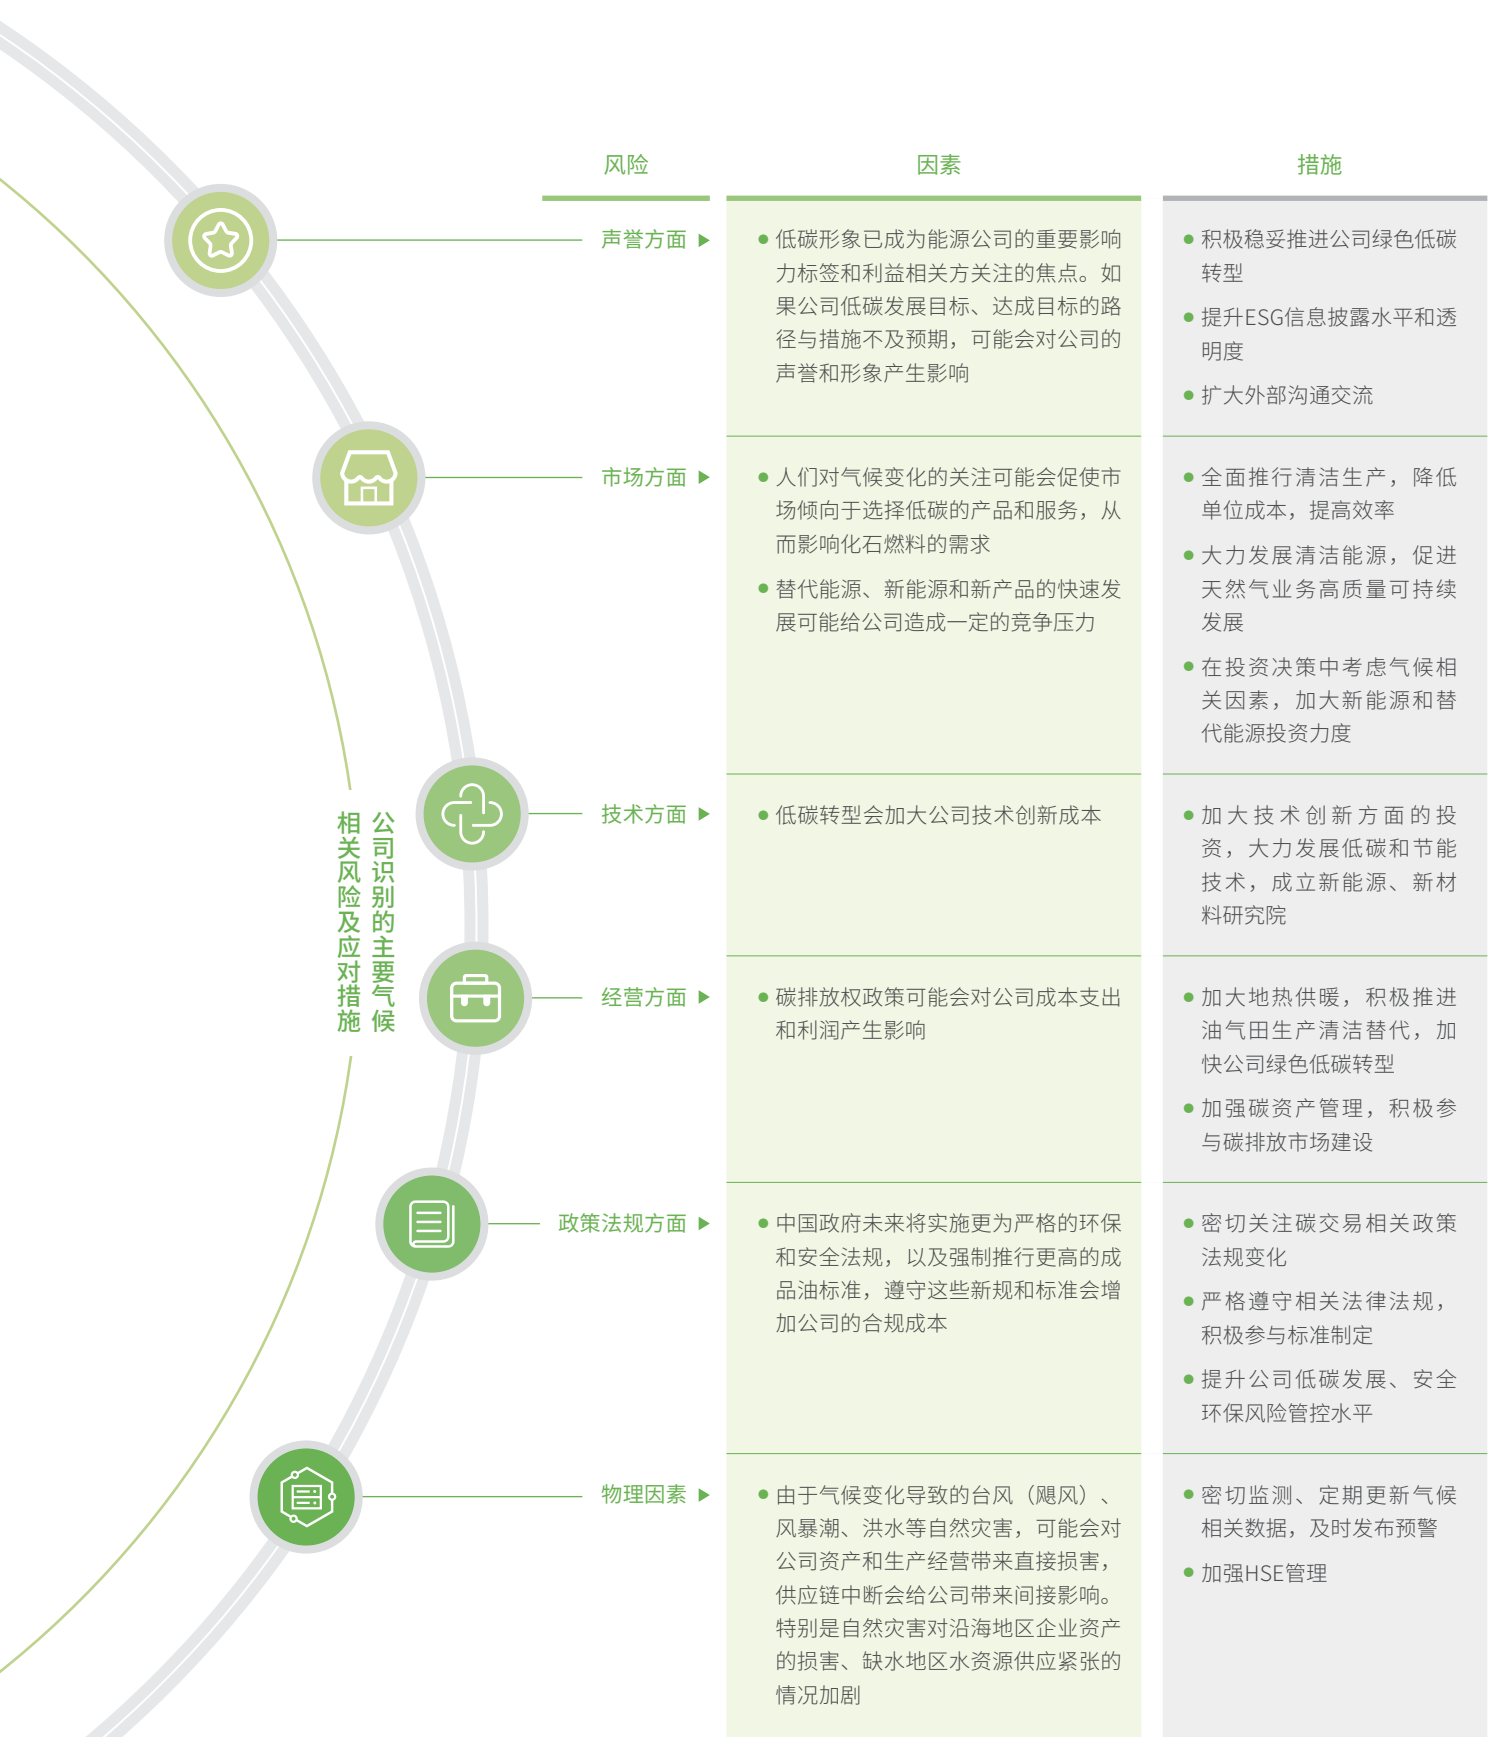 公司识别的主要气候
相关风险及应对措施
风险
因素
措施
声誉方面
低碳形象已成为能源公司的重要影响
力标签和利益相关方关注的焦点。如
果公司低碳发展目标、达成目标的路
径与措施不及预期，可能会对公司的
声誉和形象产生影响
积极稳妥推进公司绿色低碳
转型
提升ESG信息披露水平和透
明度
扩大外部沟通交流
市场方面
人们对气候变化的关注可能会促使市
场倾向于选择低碳的产品和服务，从
而影响化石燃料的需求
替代能源、新能源和新产品的快速发
展可能给公司造成一定的竞争压力
全面推行清洁生产，降低
单位成本，提高效率
大力发展清洁能源，促进
天然气业务高质量可持续
发展
在投资决策中考虑气候相
关因素，加大新能源和替
代能源投资力度
技术方面
低碳转型会加大公司技术创新成本
加大技术创新方面的投
资，大力发展低碳和节能
技术，成立新能源、新材
料研究院
经营方面
碳排放权政策可能会对公司成本支出
和利润产生影响
加大地热供暖，积极推进
油气田生产清洁替代，加
快公司绿色低碳转型
加强碳资产管理，积极参
与碳排放市场建设
政策法规方面
中国政府未来将实施更为严格的环保
和安全法规，以及强制推行更高的成
品油标准，遵守这些新规和标准会增
加公司的合规成本
密切关注碳交易相关政策
法规变化
严格遵守相关法律法规，
积极参与标准制定
提升公司低碳发展、安全
环保风险管控水平
物理因素
由于气候变化导致的台风（飓风）、
风暴潮、洪水等自然灾害，可能会对
公司资产和生产经营带来直接损害，
供应链中断会给公司带来间接影响。
特别是自然灾害对沿海地区企业资产
的损害、缺水地区水资源供应紧张的
情况加剧
密切监测、定期更新气候
相关数据，及时发布预警
加强HSE管理